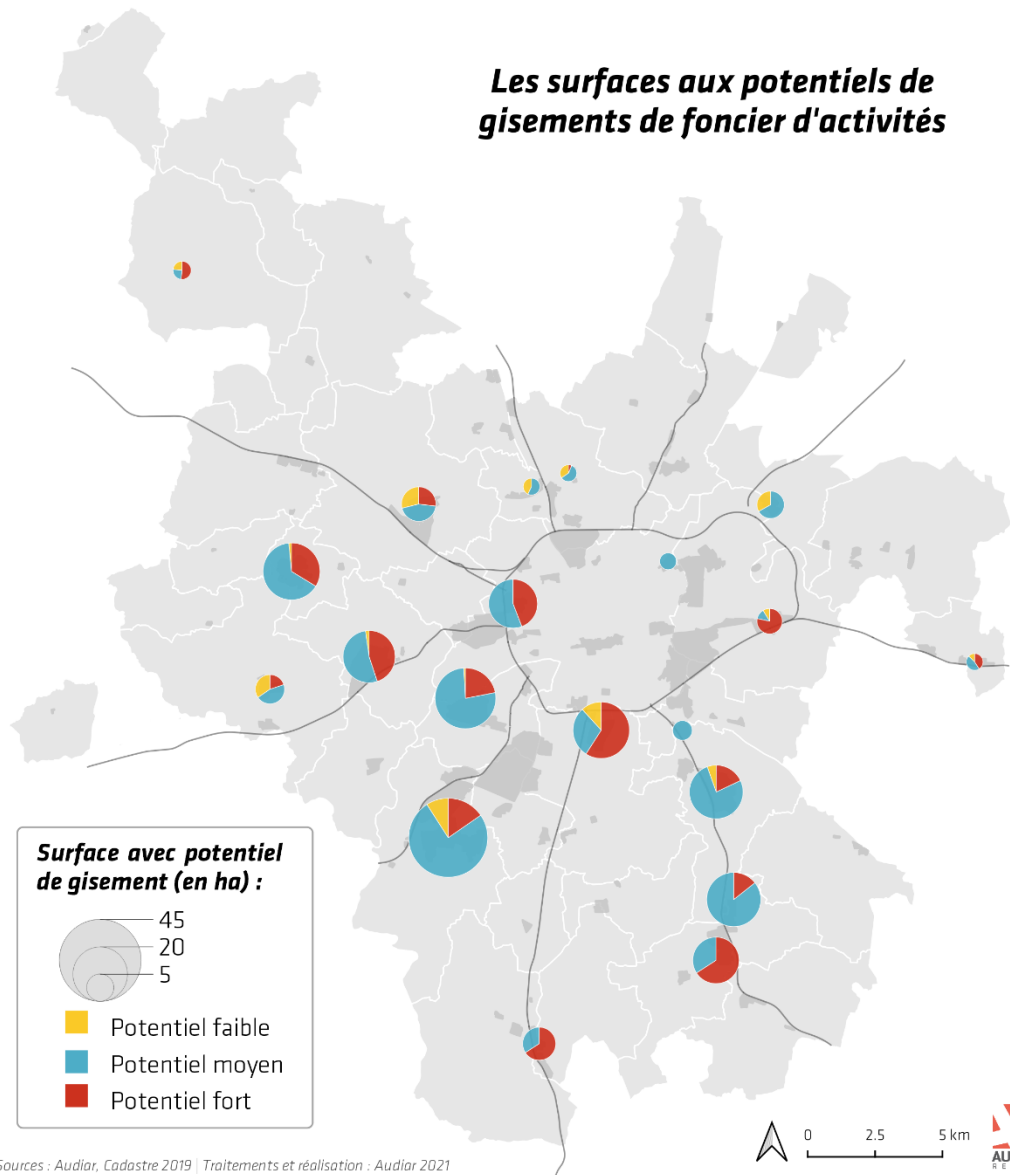 Les surfaces aux potentiels de
gisements de foncier d'activités
Surface avec potentiel
de gisement (en ha) :
45
20
5
Potentiel faible
Potentiel moyen
Potentiel fort
0 2.5 5 km
Sources : Audiar, Cadastre 2019 | Traitements et réalisation : Audiar 2021